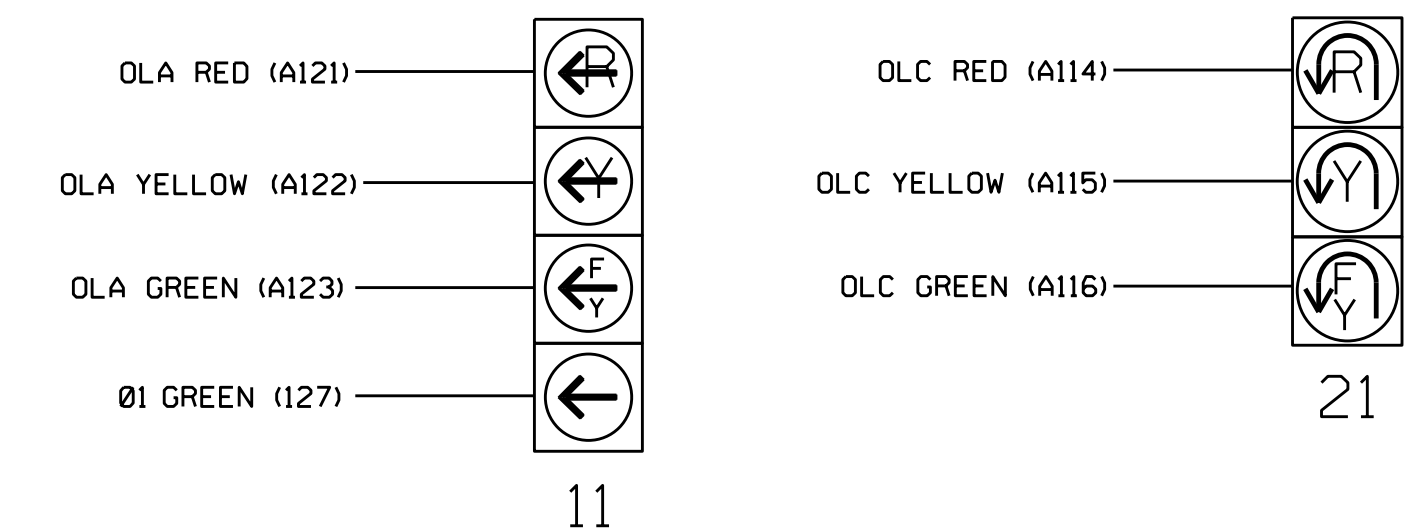 OLA RED (A121)
R
OLA YELLOW (A122)
Y
OLA GREEN (A123)
F
Y
Ø1 GREEN (127)
11
OLC RED (A114)
R
OLC YELLOW (A115)
Y
OLC GREEN (A116)
F
Y
21